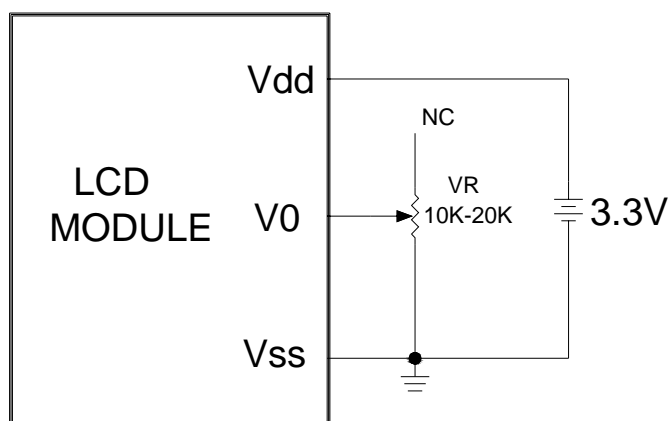 Vdd
NC
LCD
MODULE
V0
VR
10K-20K
3.3V
Vss